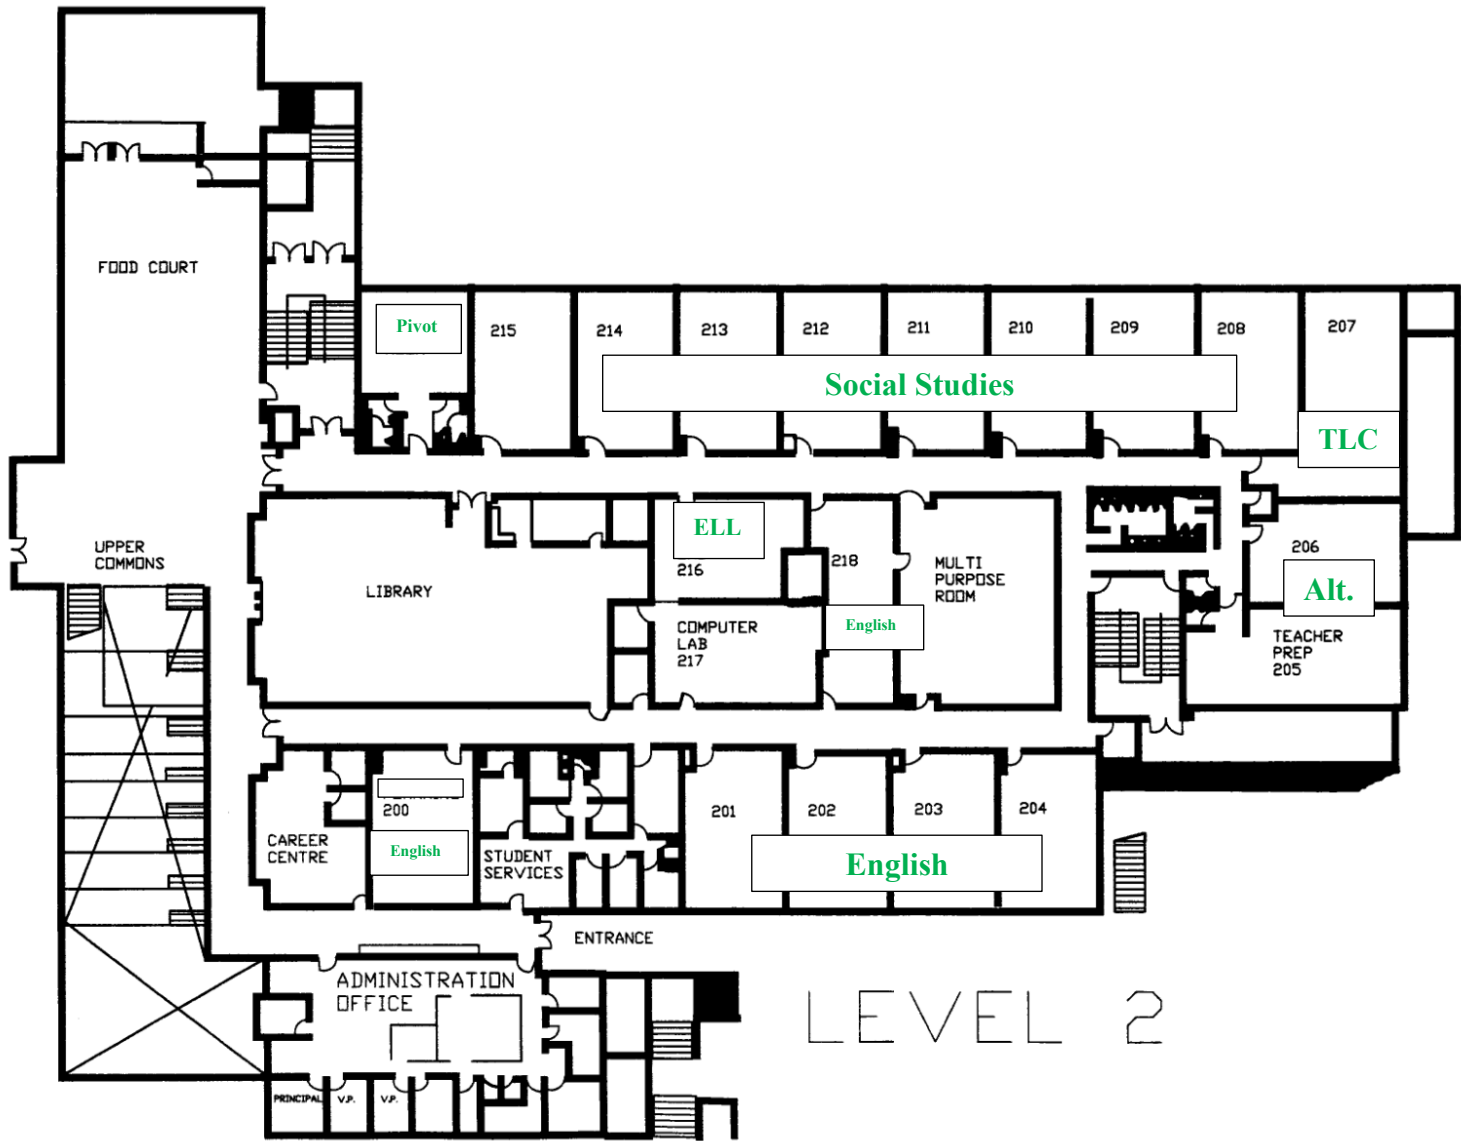 FOOD COURT
Pivot
215
214
213
212
211
210
209
208
207
Social Studies
TLC
UPPER
COMMONS
LIBRARY
ELL
216
218
MULTI
PURPOSE
ROOM
206
Alt.
COMPUTER
LAB
217
English
TEACHER
PREP
205
CAREER
CENTRE
200
English
STUDENT
SERVICES
201
202
203
204
English
ENTRANCE
ADMINISTRATION
OFFICE
LEVEL 2
PRINCIPAL
V.P.
V.P.